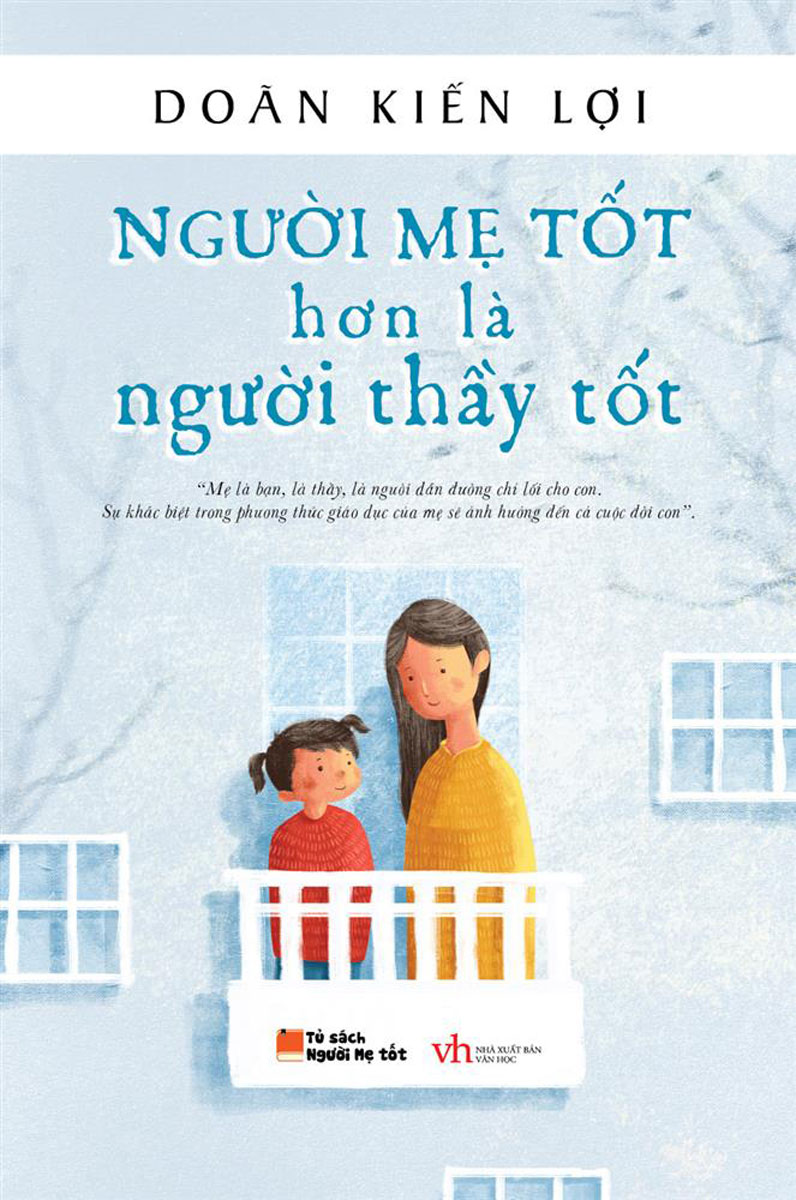 DOÃN KIẾN LỢI
NGƯỜI MẸ TỐT
hơn là
người thầy tốt
“Mẹ là bạn, là thầy, là người dẫn đường chỉ lối cho con.
Sự khác biệt trong phương thức giáo dục của mẹ sẽ ảnh hưởng đến cả cuộc đời con”.
Tủ sách
Người Mẹ tốt
vh
NHÀ XUẤT BẢN
VĂN HỌC